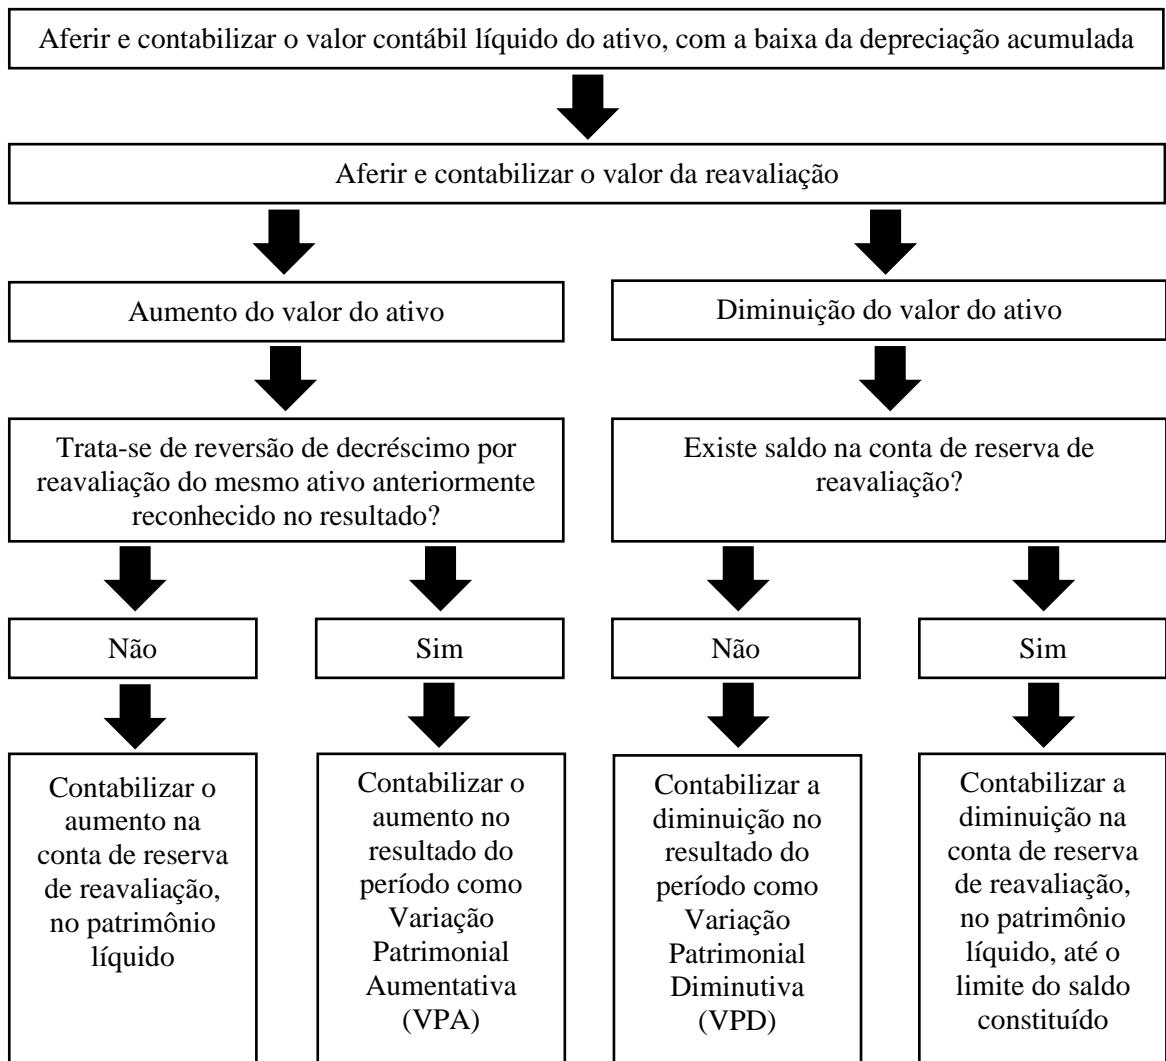 Aferir e contabilizar o valor contábil líquido do ativo, com a baixa da depreciação acumulada
Aferir e contabilizar o valor da reavaliação
Aumento do valor do ativo
Diminuição do valor do ativo
Trata-se de reversão de decréscimo por
reavaliação do mesmo ativo anteriormente
reconhecido no resultado?
Existe saldo na conta de reserva de
reavaliação?
Não
Sim
Não
Sim
Contabilizar o
aumento na
conta de reserva
de reavaliação,
no patrimônio
líquido
Contabilizar o
aumento no
resultado do
período como
Variação
Patrimonial
Aumentativa
(VPA)
Contabilizar a
diminuição no
resultado do
período como
Variação
Patrimonial
Diminutiva
(VPD)
Contabilizar a
diminuição na
conta de reserva
de reavaliação,
no patrimônio
líquido, até o
limite do saldo
constituído